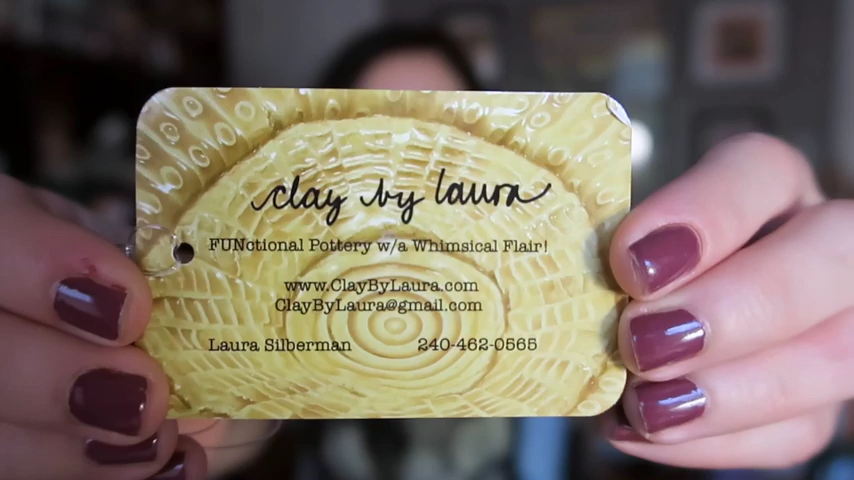 clay by laura
FUNctional Pottery w/a Whimsical Flair!
www.ClayByLaura.com
ClayByLaura@gmail.com
Laura Silberman 240-462-0565